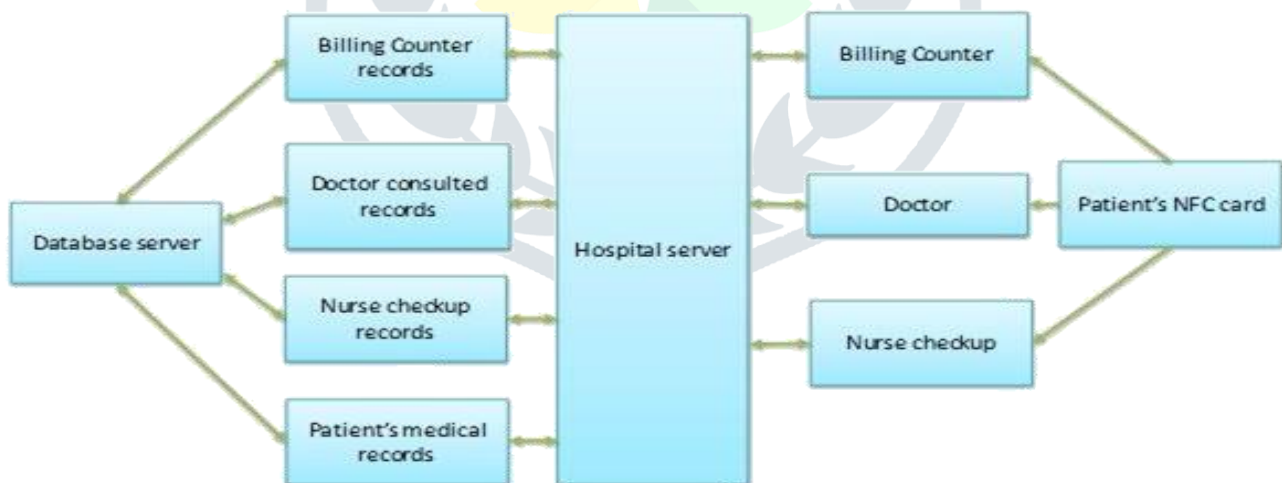 Billing Counter
records
Billing Counter
Doctor consulted
records
Doctor
Patient's NFC card
Database server
Hospital server
Nurse checkup
records
Nurse checkup
Patient's medical
records